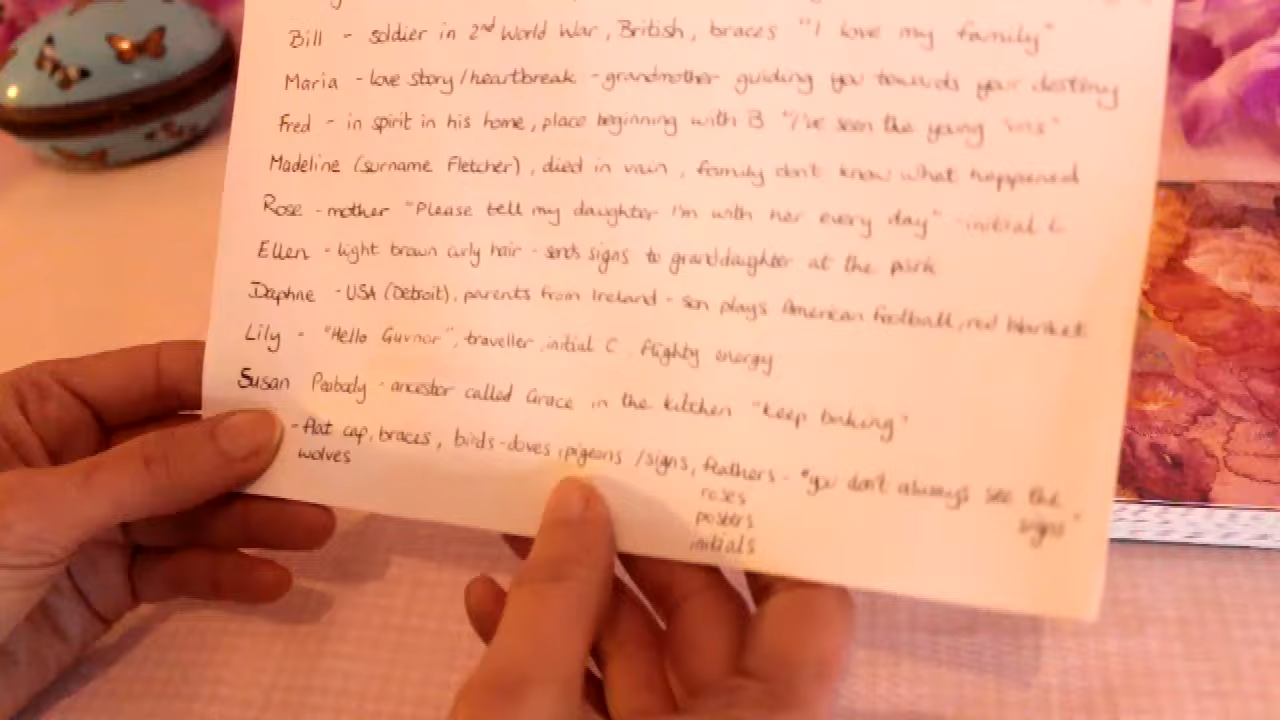 Bill - soldier in 2nd World War, British, braces "I love my family"
Maria - love story/heartbreak - grandmother guiding you towards your destiny
Fred - in spirit in his home, place beginning with B "I've seen the young
Madeline (surname Fletcher), died in vain, family don't know what happened
Rose - mother "Please tell my daughter I'm with her every day" - initial
Ellen - light brown curly hair - sends signs to granddaughter at the park
Daphne - USA (Detroit), parents from Ireland - son plays American football, red blanket
Lily - "Hello Guvnor", traveller, initial C, flighty energy
Susan Peabody - ancestor called Grace in the kitchen "keep baking"
- flat cap, braces, birds - doves, pigeons / signs, feathers - "you don't always see the
wolves
roses
signs"
posters
initials